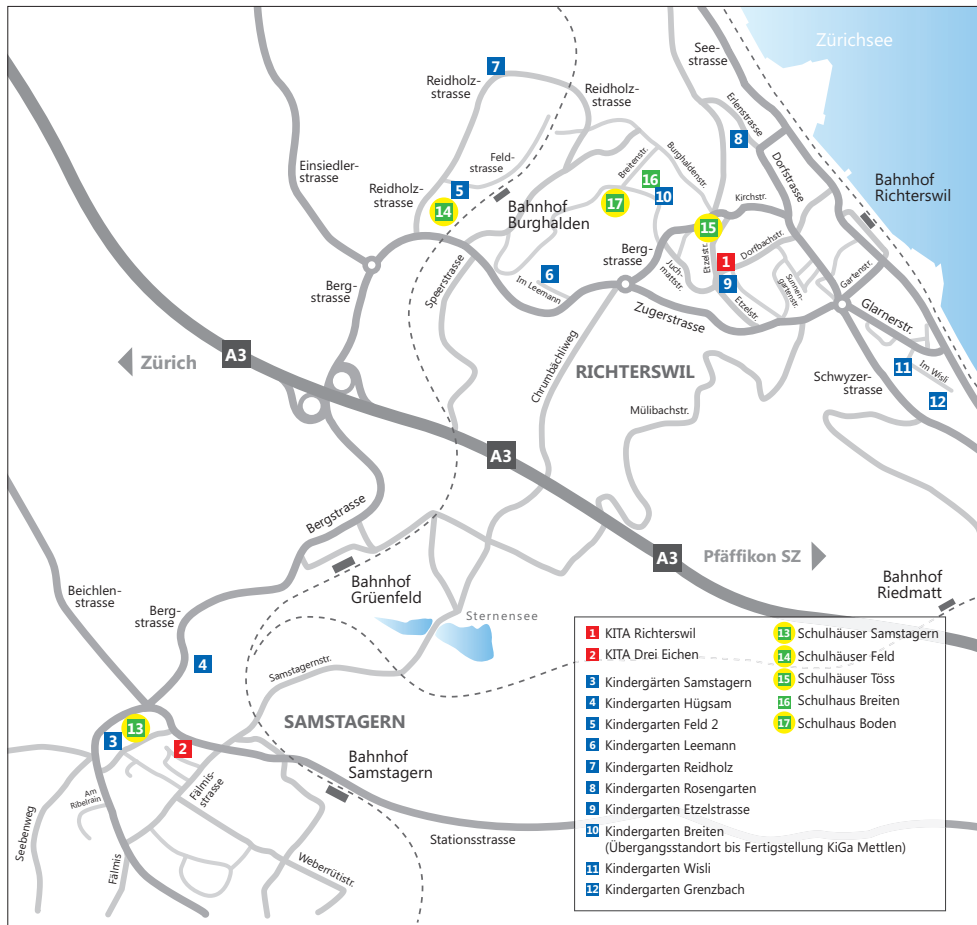 Zürichsee
See-
strasse
7
Reidholz-
strasse
Reidholz-
strasse
Erlenstrasse
8
Dorfstrasse
Einsiedler-
strasse
Feld-
strasse
Breitenstr.
Burghaldenstr.
16
5
Reidholz-
strasse
14
Bahnhof
Burghalden
17
10
Kirchstr.
Bahnhof
Richterswil
15
Berg-
strasse
Etzelstr.
1
Dorfbachstr.
Berg-
strasse
Speerstrasse
6
Im Leemann
Juch-
mattstr.
9
Sunnen-
gartenstr.
Gartenstr.
Etzelstr.
Zugerstrasse
Glarnerstr.
Zürich
A3
Chrumbächliweg
RICHTERSWIL
Schwyzer-
strasse
11
Im Wisli
12
Mülibachstr.
A3
Bergstrasse
A3
Pfäffikon SZ
Bahnhof
Grüenfeld
Bahnhof
Riedmatt
Beichlen-
strasse
Berg-
strasse
Sternensee
4
Samstagernstr.
SAMSTAGERN
13
3
2
Bahnhof
Samstagern
Am
Ribelrain
Fälmis-
strasse
Seebenweg
Fälmis
Weberrütistr.
Stationsstrasse
1 KITA Richterswil
2 KITA Drei Eichen
3 Kindergärten Samstagern
4 Kindergarten Hügsam
5 Kindergarten Feld 2
6 Kindergarten Leemann
7 Kindergarten Reidholz
8 Kindergarten Rosengarten
9 Kindergarten Etzelstrasse
10 Kindergarten Breiten
(Übergangsstandort bis Fertigstellung KiGa Mettlen)
11 Kindergarten Wisli
12 Kindergarten Grenzbach
13 Schulhäuser Samstagern
14 Schulhäuser Feld
15 Schulhäuser Töss
16 Schulhaus Breiten
17 Schulhaus Boden